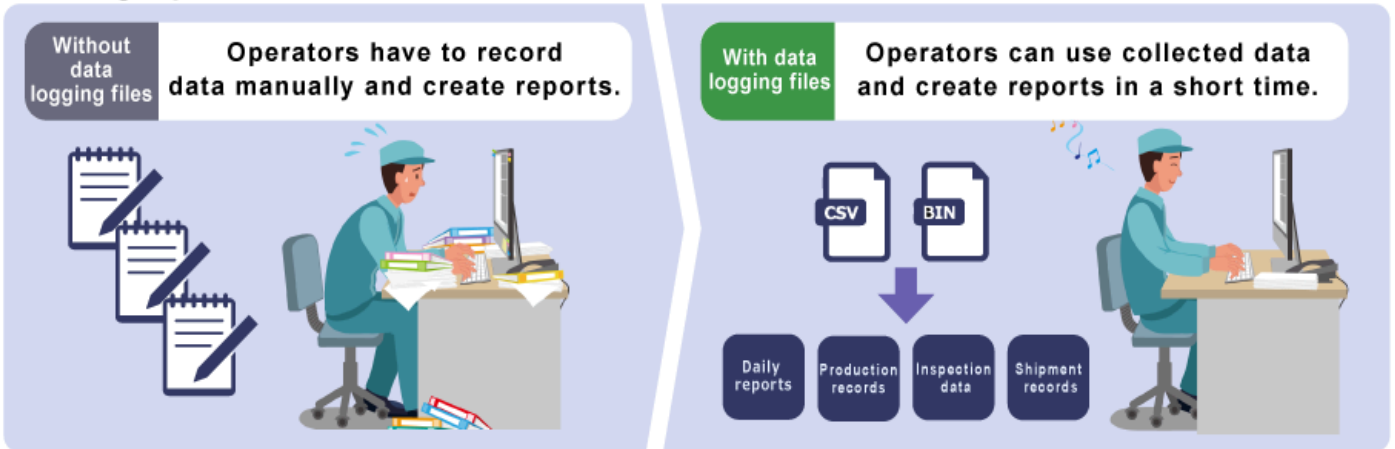 Without
data
logging files
Operators have to record
data manually and create reports.
With data
logging files
Operators can use collected data
and create reports in a short time.
CSV
BIN
Daily
reports
Production
records
Inspection
data
Shipment
records